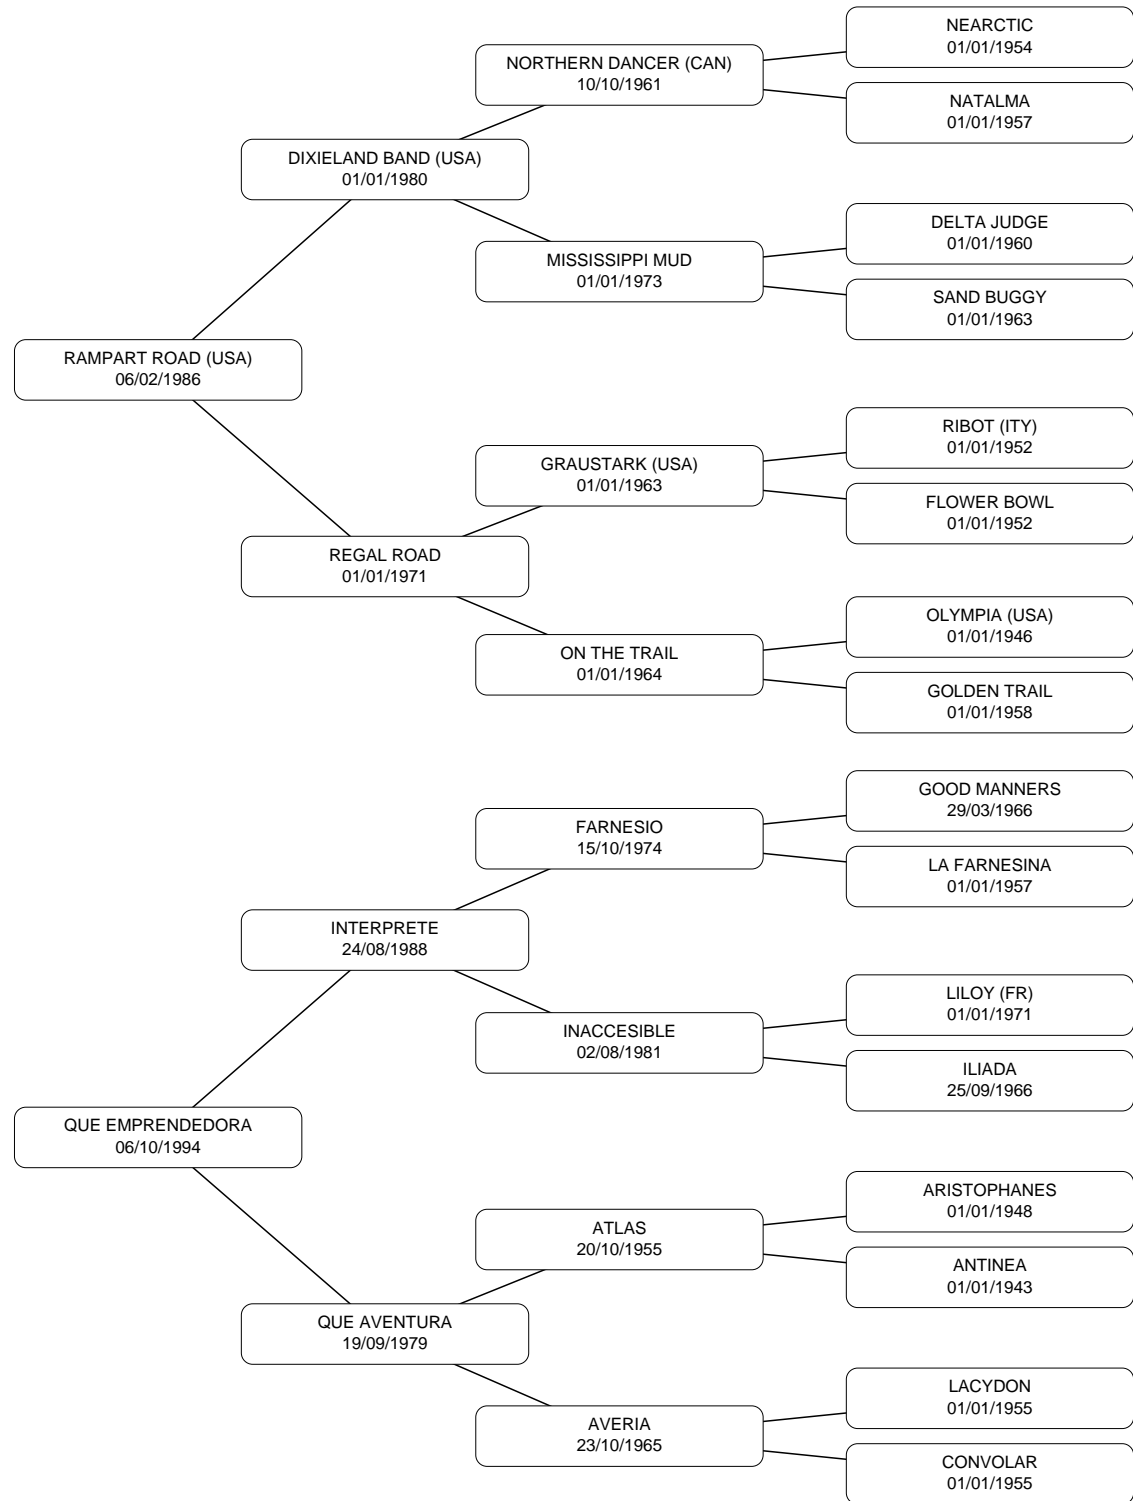 NEARCTIC
01/01/1954
NORTHERN DANCER (CAN)
10/10/1961
NATALMA
01/01/1957
DIXIELAND BAND (USA)
01/01/1980
DELTA JUDGE
01/01/1960
MISSISSIPPI MUD
01/01/1973
SAND BUGGY
01/01/1963
RAMPART ROAD (USA)
06/02/1986
RIBOT (ITY)
01/01/1952
GRAUSTARK (USA)
01/01/1963
FLOWER BOWL
01/01/1952
REGAL ROAD
01/01/1971
OLYMPIA (USA)
01/01/1946
ON THE TRAIL
01/01/1964
GOLDEN TRAIL
01/01/1958
GOOD MANNERS
29/03/1966
FARNESIO
15/10/1974
LA FARNESINA
01/01/1957
INTERPRETE
24/08/1988
LILOY (FR)
01/01/1971
INACCESIBLE
02/08/1981
ILIADA
25/09/1966
QUE EMPRENDEDORA
06/10/1994
ARISTOPHANES
01/01/1948
ATLAS
20/10/1955
ANTINEA
01/01/1943
QUE AVENTURA
19/09/1979
LACYDON
01/01/1955
AVERIA
23/10/1965
CONVOLAR
01/01/1955